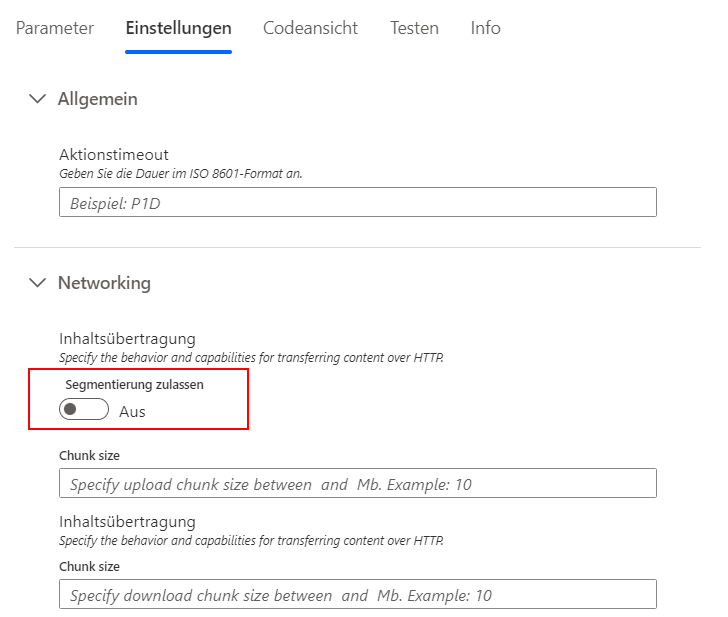 Parameter Einstellungen Codeansicht Testen Info
Allgemein
Aktionstimeout
Geben Sie die Dauer im ISO 8601-Format an.
Beispiel: P1D
Networking
Inhaltsübertragung
Specify the behavior and capabilities for transferring content over HTTP.
Segmentierung zulassen
Aus
Chunk size
Specify upload chunk size between  and  Mb. Example: 10
Inhaltsübertragung
Specify the behavior and capabilities for transferring content over HTTP.
Chunk size
Specify download chunk size between  and  Mb. Example: 10